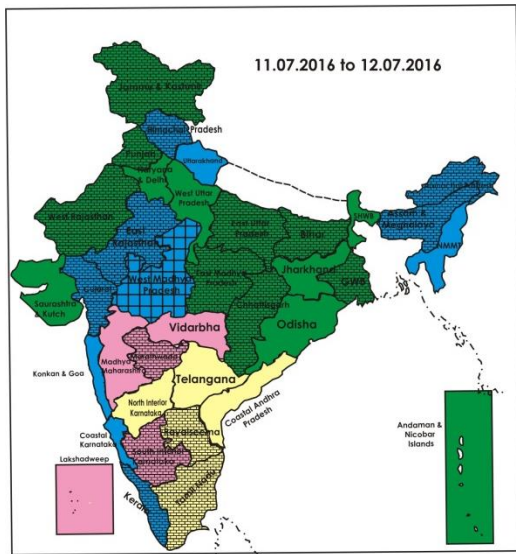 11.07.2016 to 12.07.2016
Jammu & Kashmir
Himachal Pradesh
Punjab
Uttarakhand
Haryana
& Delhi
West Uttar
Pradesh
West Rajasthan
East
Rajasthan
East Uttar
Pradesh
Bihar
SHWB
Arunachal Pradesh
Assam &
Meghalaya
NMMT
Gujarat
West Madhya
Pradesh
East Madhya
Pradesh
Jharkhand
GWB
Saurashtra
& Kutch
Chhattisgarh
Odisha
Vidarbha
Madhya
Maharashtra
Marathwada
Konkan & Goa
Telangana
North Interior
Karnataka
Coastal Andhra
Pradesh
Rayalseema
Coastal
Karnataka
South Interior
Karnataka
Andaman &
Nicobar
Islands
Lakshadweep
Kerala
Tamil Nadu